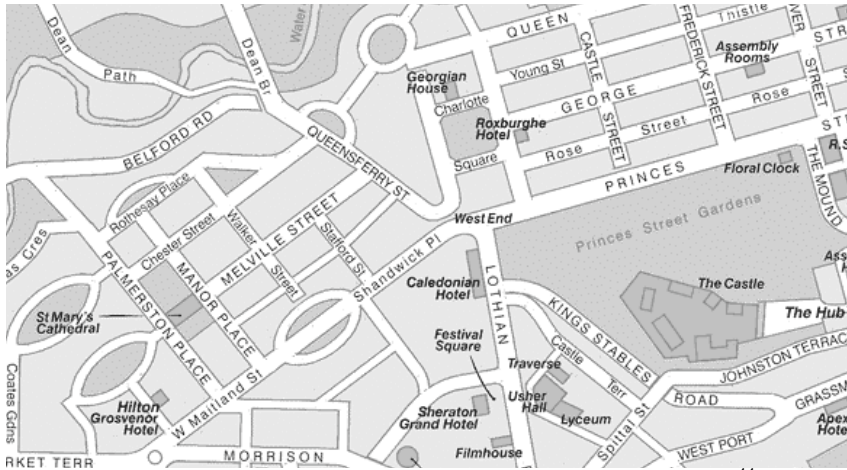 Dean
Path
Dean Br
Water
QUEEN
STR
Thistle
Young St
CASTLE
STREET
FREDERICK STREET
Assembly
Rooms
Georgian
House
Charlotte
Square
GEORGE
Roxburghe
Hotel
Rose Street
Rose
STREET
BELFORD RD
QUEENSFERRY ST
PRINCES
ST
Floral Clock
THE MOUND
Rothesay Place
Chester Street
Walker
Street
MELVILLE STREET
Stafford St
West End
Princes Street Gardens
Shandwick Pl
PALMERSTON PLACE
MANOR PLACE
St Mary's
Cathedral
Caledonian
Hotel
LOTHIAN
KINGS STABLES
ROAD
The Castle
The Hub
JOHNSTON TERRAC
Festival
Square
Traverse
Castle
Terr
Usher
Hall
Lyceum
Spittal St
GRASSM
WEST PORT
Coates Gdns
Hilton
Grosvenor
Hotel
W Maitland St
Sheraton
Grand Hotel
Filmhouse
MORRISON
RKET TERR